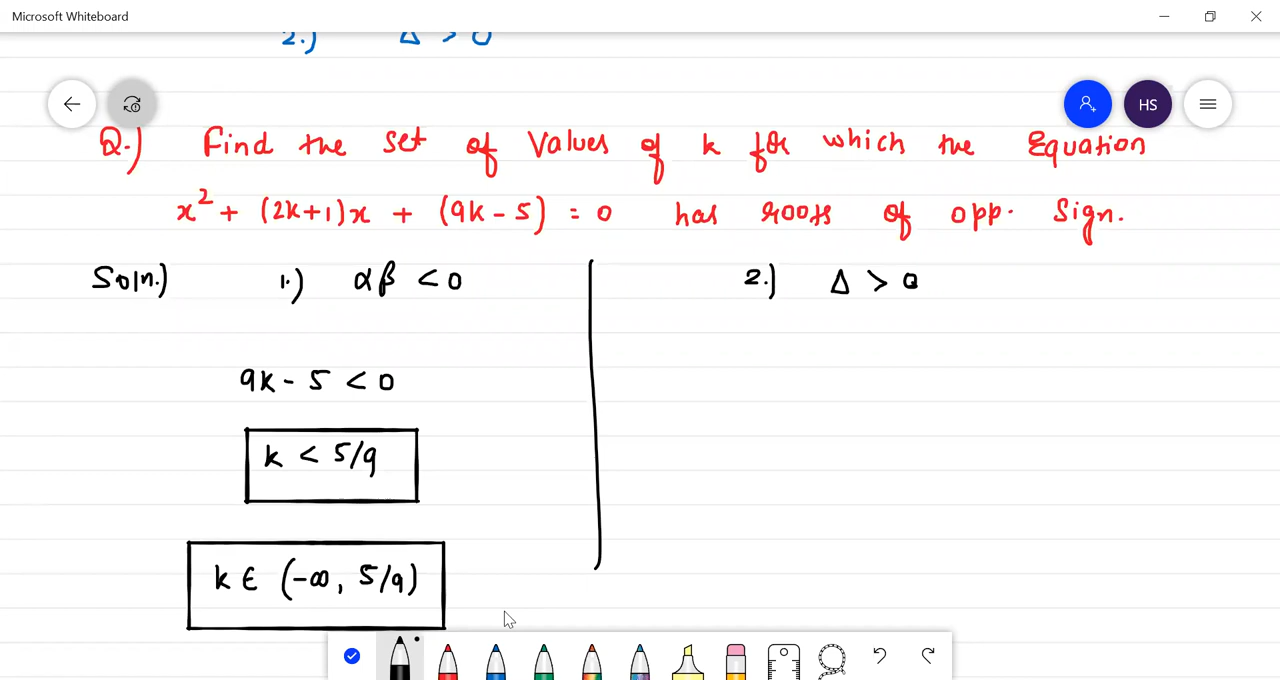 Microsoft Whiteboard
2.) Δ > 0
HS
Q.) Find the set of values of k for which the Equation
x² + (2k+1)x + (9k - 5) = 0 has roots of opp. sign.
Soln.) 1.) αβ < 0
2.) Δ > 0
9k - 5 < 0
k < 5/9
k ∈ (-∞, 5/9)